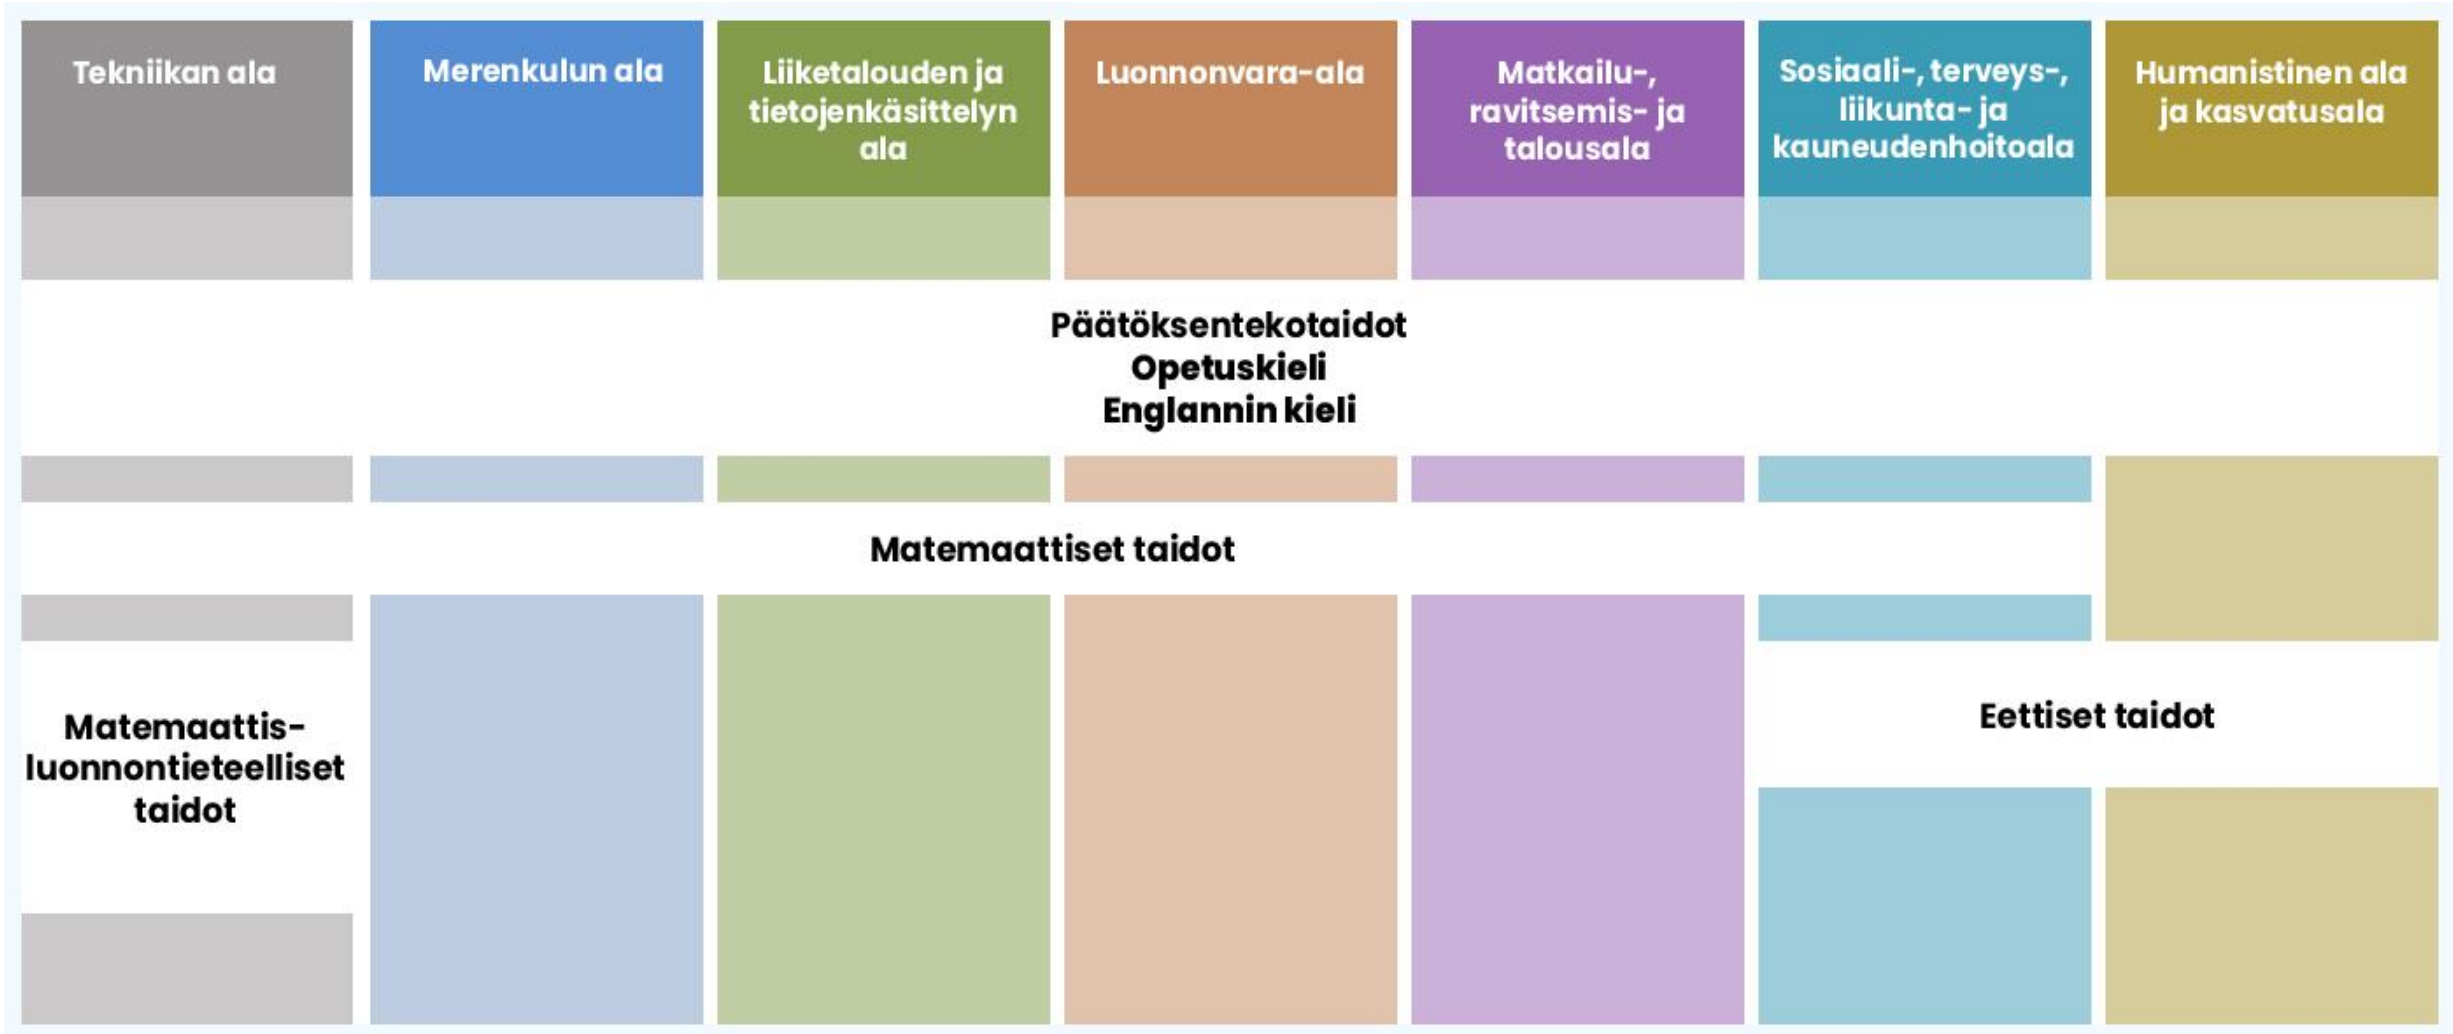 Tekniikan ala
Merenkulun ala
Liiketalouden ja
tietojenkäsittelyn
ala
Luonnonvara-ala
Matkailu-,
ravitsemis- ja
talousala
Sosiaali-, terveys-,
liikunta- ja
kauneudenhoitoala
Humanistinen ala
ja kasvatusala
Päätöksentekotaidot
Opetuskieli
Englannin kieli
Matemaattiset taidot
Matemaattis-
luonnontieteelliset
taidot
Eettiset taidot